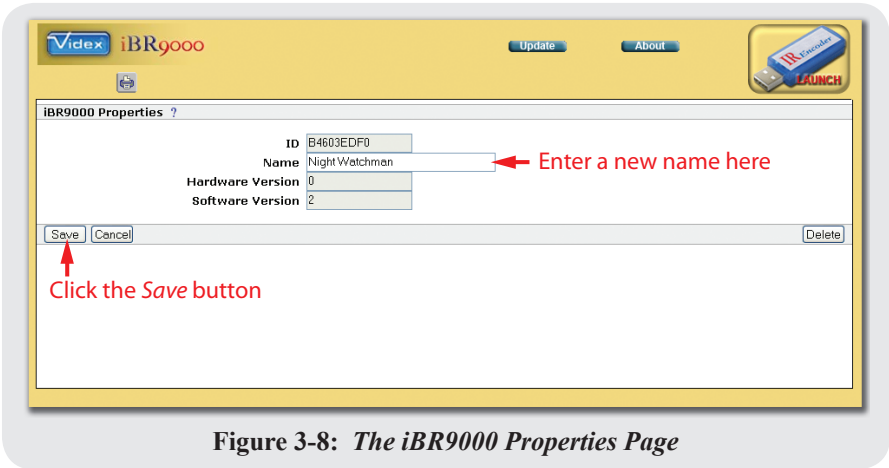 Videx iBR9000
Update
About
IR Encoder
LAUNCH
iBR9000 Properties ?
ID B4603EDF0
Name Night Watchman
Enter a new name here
Hardware Version 0
Software Version 2
Save Cancel Delete
Click the Save button
Figure 3-8: The iBR9000 Properties Page